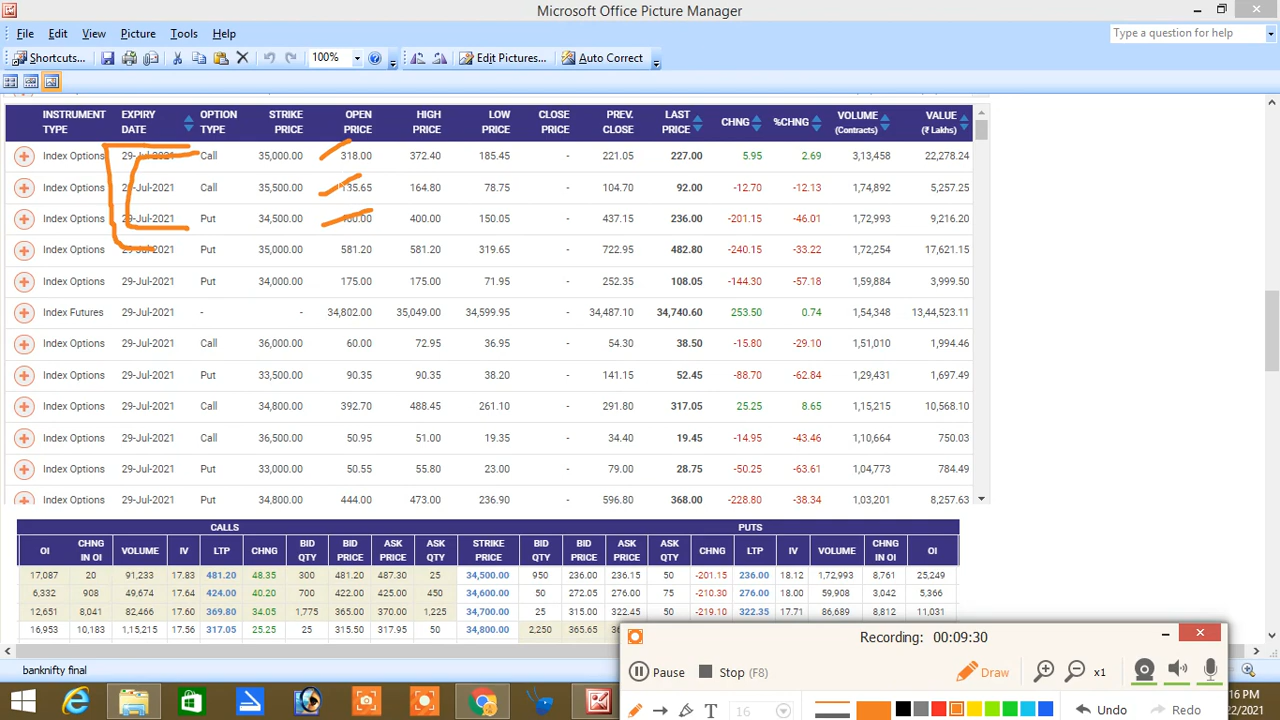 Microsoft Office Picture Manager
File Edit View Picture Tools Help
Type a question for help
Shortcuts... 100% Edit Pictures... Auto Correct
INSTRUMENT TYPE EXPIRY DATE OPTION TYPE STRIKE PRICE OPEN PRICE HIGH PRICE LOW PRICE CLOSE PRICE PREV. CLOSE LAST PRICE CHNG %CHNG VOLUME (Contracts) VALUE (₹ Lakhs)
Index Options 29-Jul-2021 Call 35,000.00 318.00 372.40 185.45 - 221.05 227.00 5.95 2.69 3,13,458 22,278.24
Index Options 29-Jul-2021 Call 35,500.00 135.65 164.80 78.75 - 104.70 92.00 -12.70 -12.13 1,74,892 5,257.25
Index Options 29-Jul-2021 Put 34,500.00 400.00 150.05 - 437.15 236.00 -201.15 -46.01 1,72,993 9,216.20
Index Options 29-Jul-2021 Put 35,000.00 581.20 581.20 319.65 - 722.95 482.80 -240.15 -33.22 1,72,254 17,621.15
Index Options 29-Jul-2021 Put 34,000.00 175.00 175.00 71.95 - 252.35 108.05 -144.30 -57.18 1,59,884 3,999.50
Index Futures 29-Jul-2021 - - 34,802.00 35,049.00 34,599.95 - 34,487.10 34,740.60 253.50 0.74 1,54,348 13,44,523.11
Index Options 29-Jul-2021 Call 36,000.00 60.00 72.95 36.95 - 54.30 38.50 -15.80 -29.10 1,51,010 1,994.46
Index Options 29-Jul-2021 Put 33,500.00 90.35 90.35 38.20 - 141.15 52.45 -88.70 -62.84 1,29,431 1,697.49
Index Options 29-Jul-2021 Call 34,800.00 392.70 488.45 261.10 - 291.80 317.05 25.25 8.65 1,15,215 10,568.10
Index Options 29-Jul-2021 Call 36,500.00 50.95 51.00 19.35 - 34.40 19.45 -14.95 -43.46 1,10,664 750.03
Index Options 29-Jul-2021 Put 33,000.00 50.55 55.80 23.00 - 79.00 28.75 -50.25 -63.61 1,04,773 784.49
Index Options 29-Jul-2021 Put 34,800.00 444.00 473.00 236.90 - 596.80 368.00 -228.80 -38.34 1,03,201 8,257.63
CALLS PUTS
OI CHNG IN OI VOLUME IV LTP CHNG BID QTY BID PRICE ASK PRICE ASK QTY STRIKE PRICE BID QTY BID PRICE ASK PRICE ASK QTY CHNG LTP IV VOLUME CHNG IN OI OI
17,087 20 91,233 17.83 481.20 48.35 300 481.20 487.30 25 34,500.00 950 236.00 236.15 50 -201.15 236.00 18.12 1,72,993 8,761 25,249
6,332 908 49,674 17.64 424.00 40.20 700 422.00 425.00 450 34,600.00 50 272.05 276.00 75 -210.30 276.00 18.00 59,908 3,042 5,366
12,651 8,041 82,466 17.60 369.80 34.05 1,775 365.00 370.00 1,225 34,700.00 25 315.00 322.45 50 -219.10 322.35 17.71 86,689 8,812 11,031
16,953 10,183 1,15,215 17.56 317.05 25.25 25 315.50 317.95 50 34,800.00 2,250 365.65
Recording: 00:09:30
banknifty final
Pause Stop (F8) Draw x1
T 16 Undo Redo
16 PM